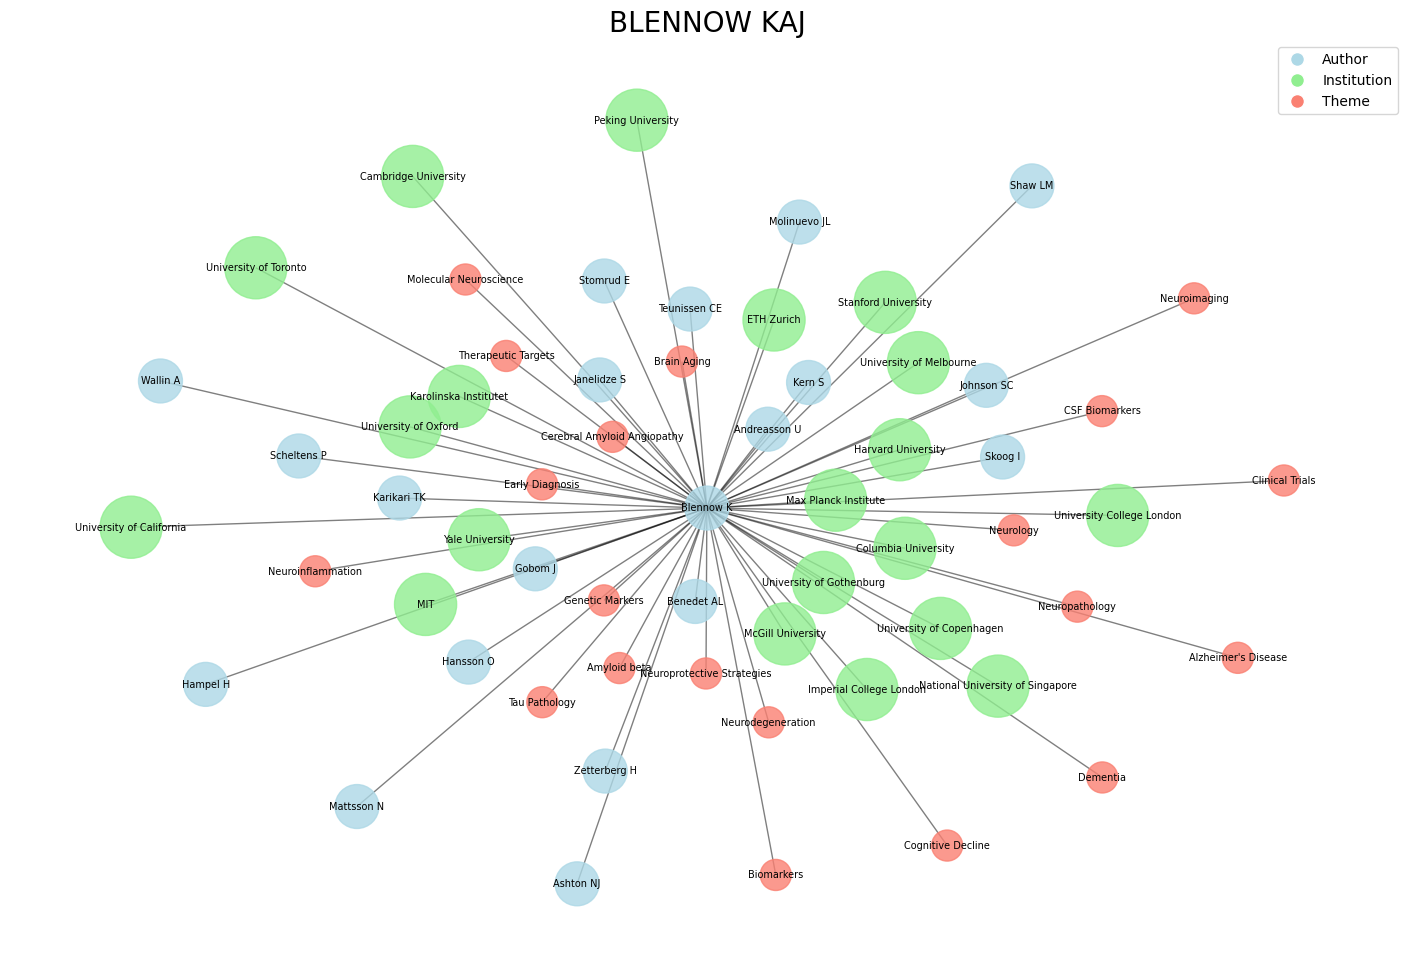 BLENNOW KAJ
Author
Institution
Theme
Peking University
Cambridge University
Shaw LM
Molinuevo JL
University of Toronto
Molecular Neuroscience
Stomrud E
Neuroimaging
Stanford University
Teunissen CE
ETH Zurich
Therapeutic Targets
Brain Aging
University of Melbourne
Wallin A
Janelidze S
Kern S
Johnson SC
Karolinska Institutet
CSF Biomarkers
University of Oxford
Andreasson U
Cerebral Amyloid Angiopathy
Harvard University
Scheltens P
Skoog I
Clinical Trials
Early Diagnosis
Karikari TK
Max Planck Institute
Blennow K
University College London
University of California
Neurology
Yale University
Columbia University
Gobom J
Neuroinflammation
University of Gothenburg
Genetic Markers
Benedet AL
MIT
Neuropathology
University of Copenhagen
McGill University
Alzheimer's Disease
Hansson O
Amyloid beta
Neuroprotective Strategies
Hampel H
National University of Singapore
Imperial College London
Tau Pathology
Neurodegeneration
Zetterberg H
Dementia
Mattsson N
Cognitive Decline
Biomarkers
Ashton NJ